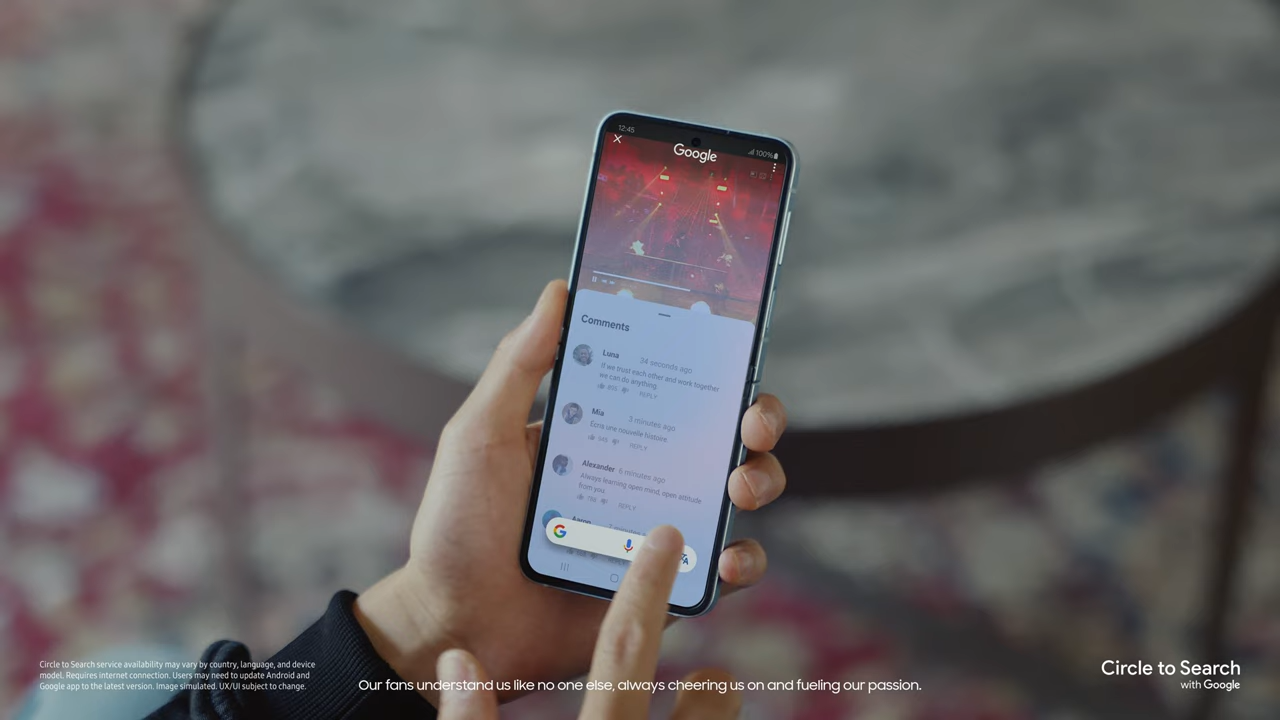 12:45
100%
Google
Comments
Luna 24 seconds ago
If we trust each other and work together
we can do anything.
855 REPLY
Mia 3 minutes ago
Ecris une nouvelle histoire.
945 REPLY
Alexander 6 minutes ago
Always learning open mind, open attitude
from you.
REPLY
Circle to Search service availability may vary by country, language, and device
model. Requires internet connection. Users may need to update Android and
Google app to the latest version. Image simulated. UX/UI subject to change.
Our fans understand us like no one else, always cheering us on and fueling our passion.
Circle to Search
with Google